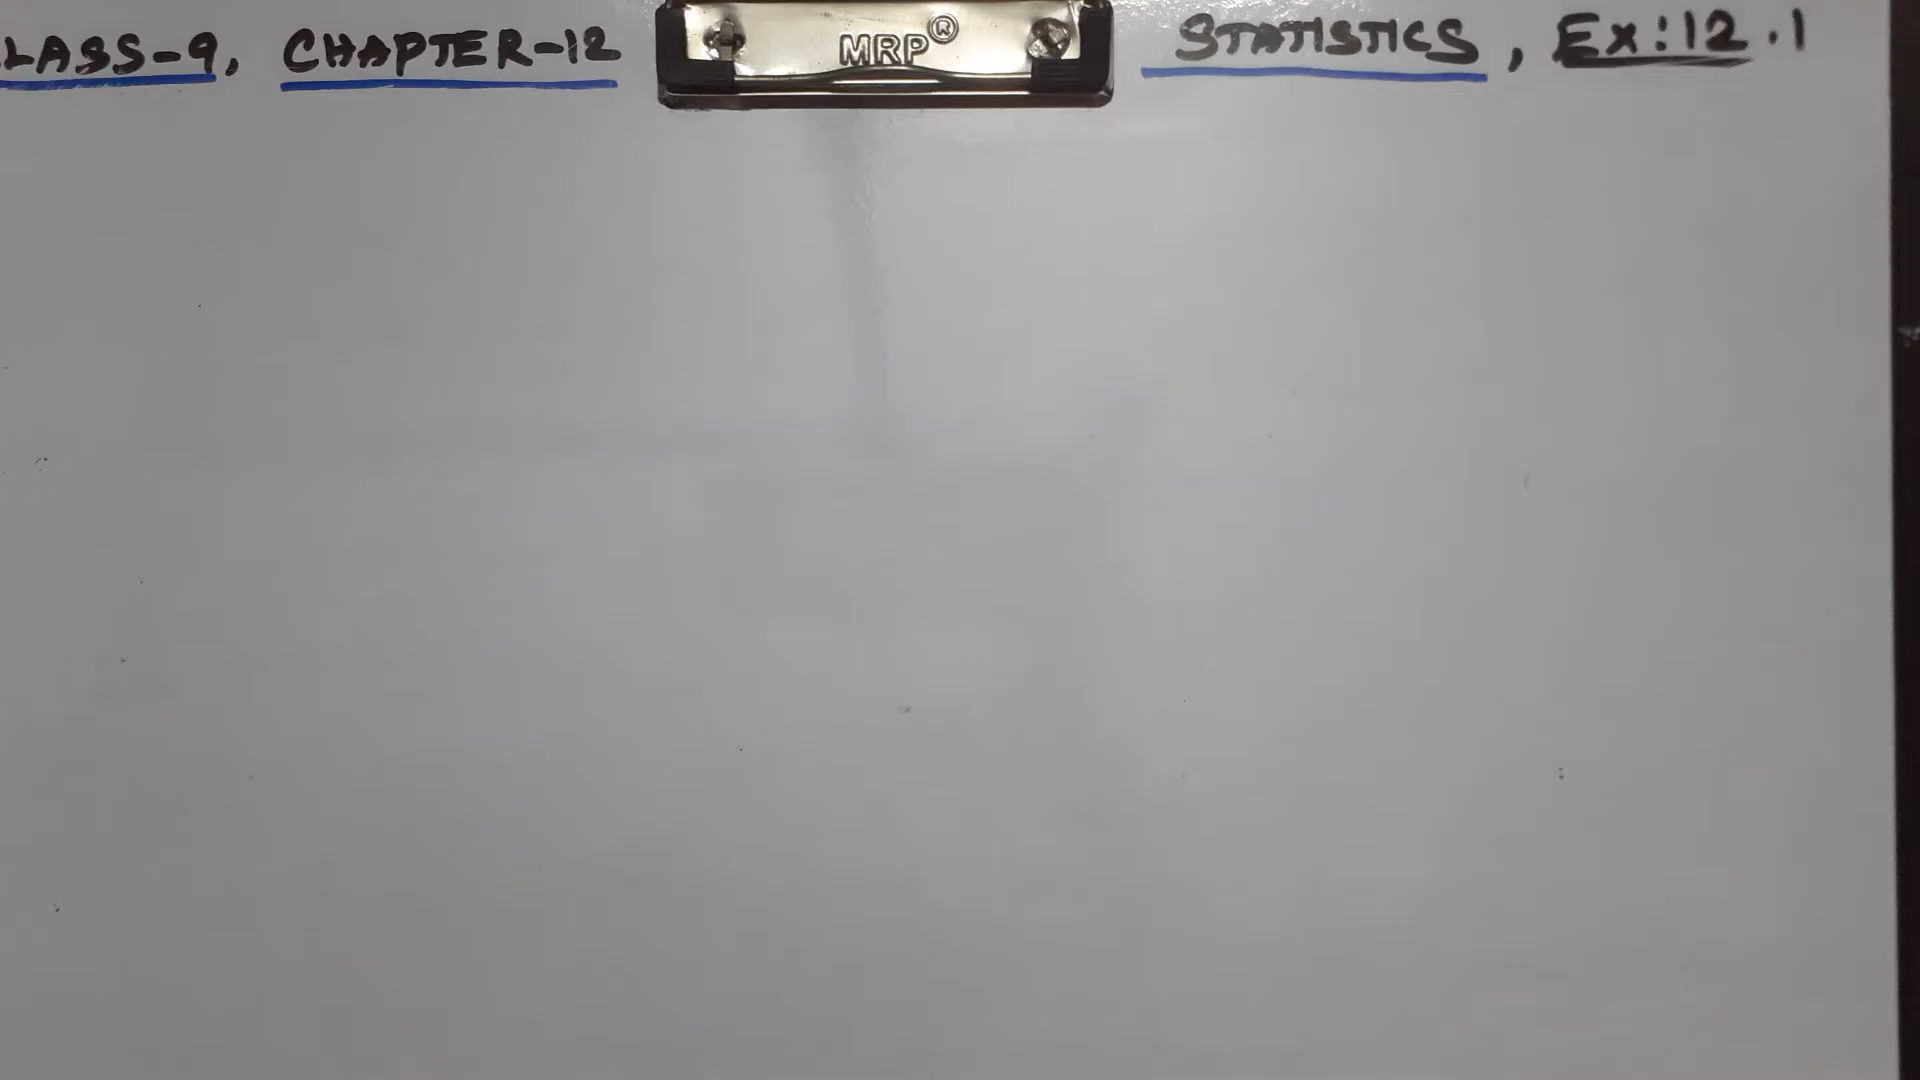 LASS-9, CHAPTER-12 MRP® STATISTICS, Ex:12.1